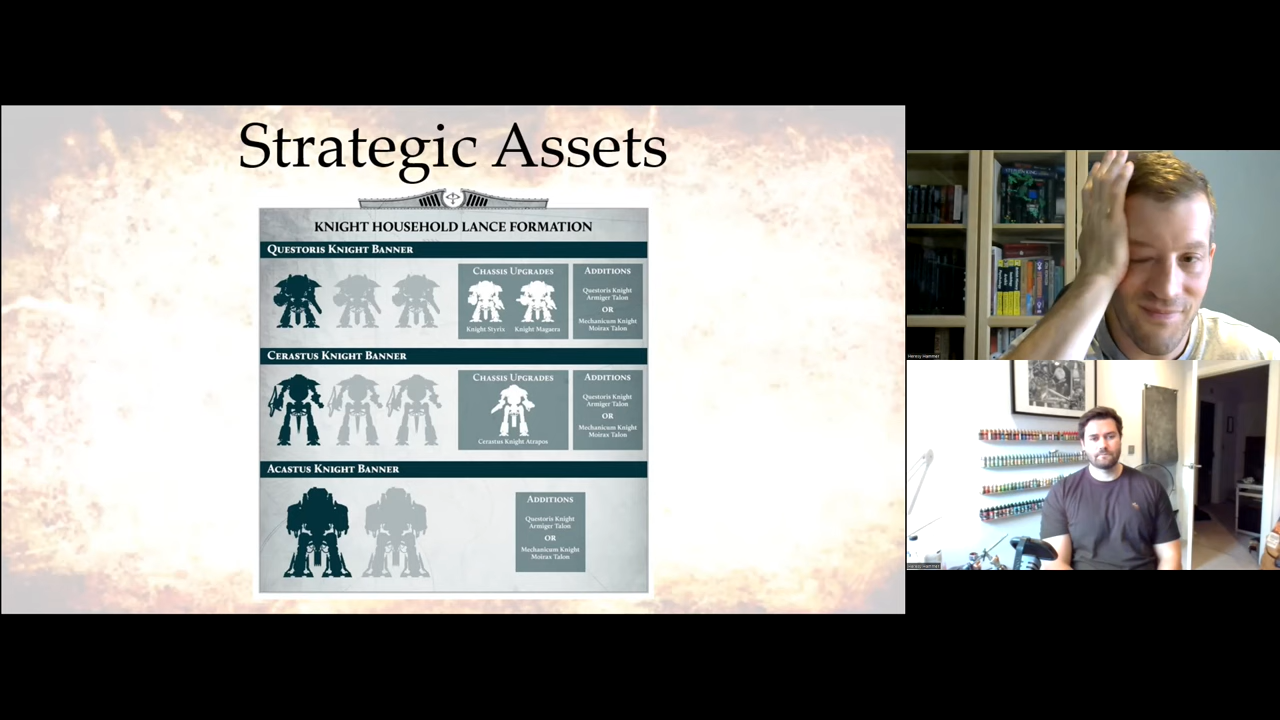 Strategic Assets
KNIGHT HOUSEHOLD LANCE FORMATION
QUESTORIS KNIGHT BANNER
CHASSIS UPGRADES
Knight Styrix
Knight Magaera
ADDITIONS
Questoris Knight
Armiger Talon
OR
Mechanicum Knight
Moirax Talon
CERASTUS KNIGHT BANNER
CHASSIS UPGRADES
Cerastus Knight Atrapos
ADDITIONS
Questoris Knight
Armiger Talon
OR
Mechanicum Knight
Moirax Talon
ACASTUS KNIGHT BANNER
ADDITIONS
Questoris Knight
Armiger Talon
OR
Mechanicum Knight
Moirax Talon
STEPHEN KING